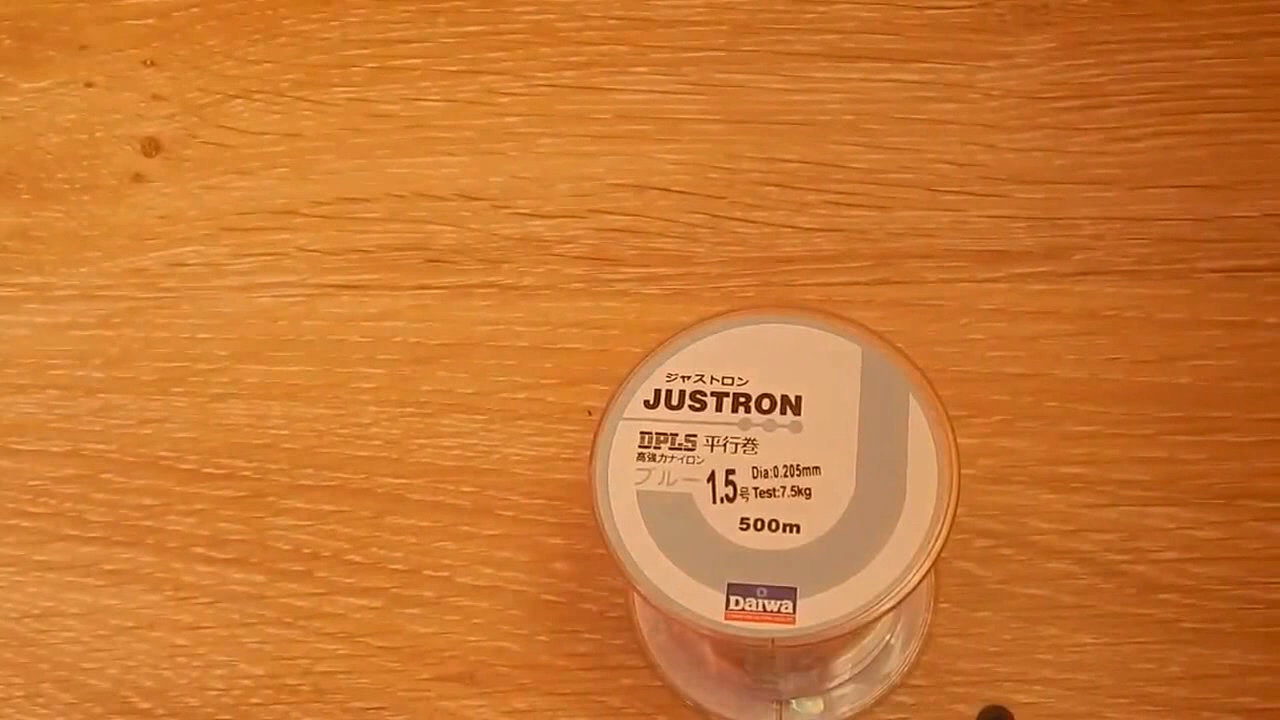 ジャストロン
JUSTRON
DPLS 平行巻
高強力ナイロン
ブルー 1.5号 Dia:0.205mm
Test:7.5kg
500m
Daiwa